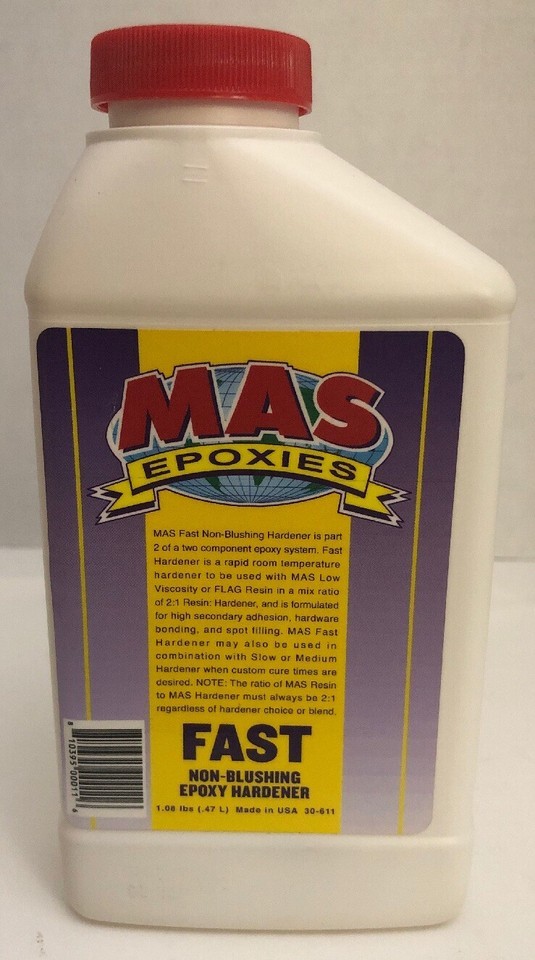 MAS
EPOXIES
MAS Fast Non-Blushing Hardener is part
2 of a two component epoxy system. Fast
Hardener is a rapid room temperature
hardener to be used with MAS Low
Viscosity or FLAG Resin in a mix ratio
of 2:1 Resin: Hardener, and is formulated
for high secondary adhesion, hardware
bonding, and spot filling. MAS Fast
Hardener may also be used in
combination with Slow or Medium
Hardener when custom cure times are
desired. NOTE: The ratio of MAS Resin
to MAS Hardener must always be 2:1
regardless of hardener choice or blend.
FAST
NON-BLUSHING
EPOXY HARDENER
1.08 lbs (.47 L) Made in USA 30-611
8 10395 00011 6